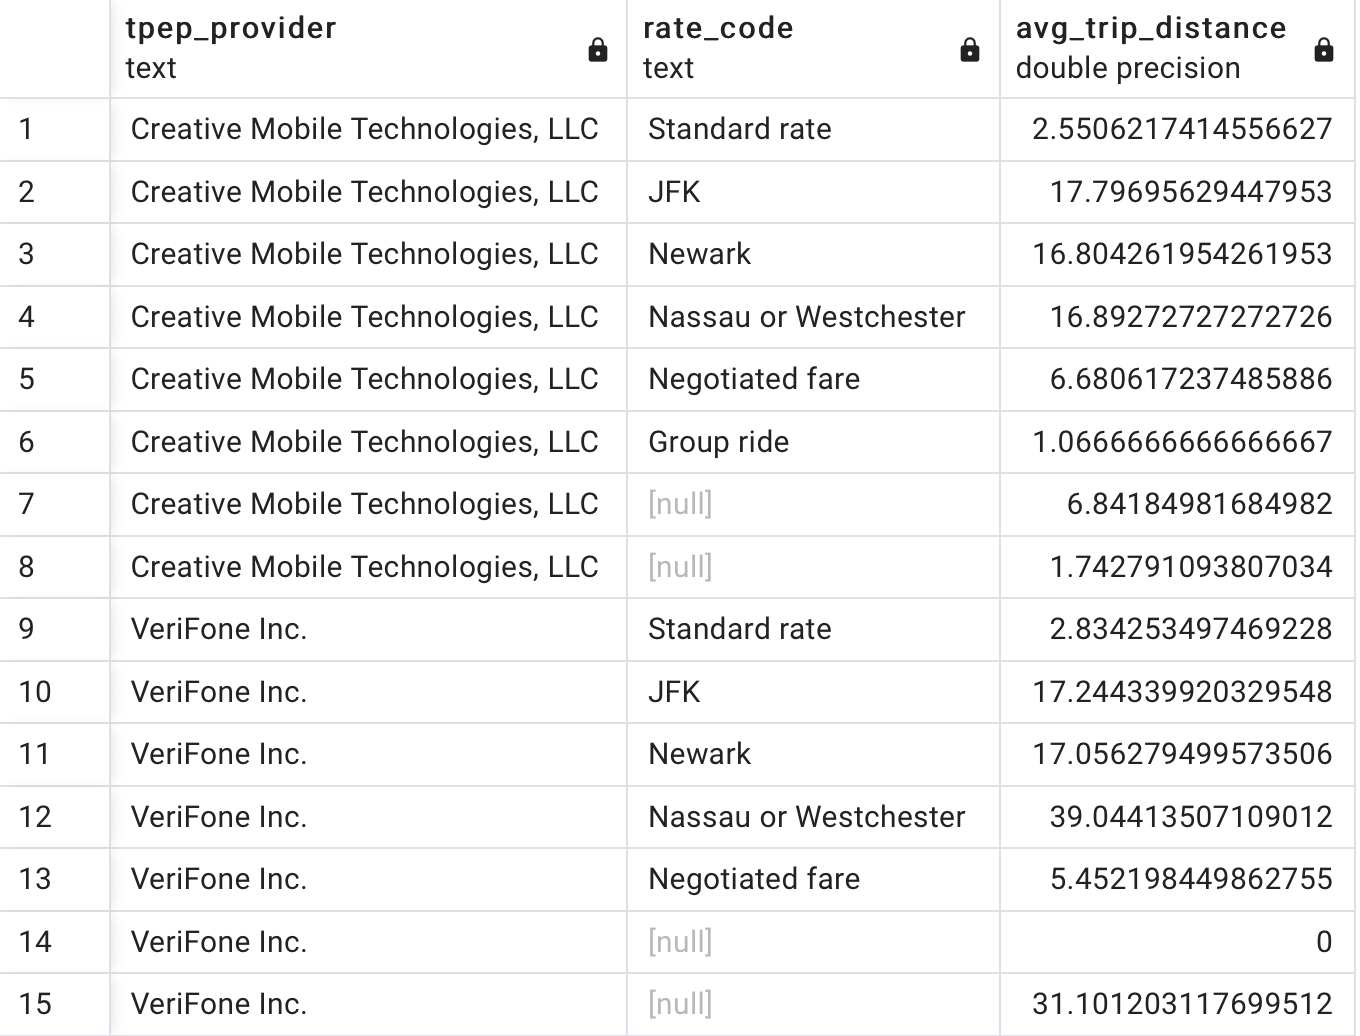 tpep_provider rate_code avg_trip_distance
text text double precision
1 Creative Mobile Technologies, LLC Standard rate 2.5506217414556627
2 Creative Mobile Technologies, LLC JFK 17.79695629447953
3 Creative Mobile Technologies, LLC Newark 16.804261954261953
4 Creative Mobile Technologies, LLC Nassau or Westchester 16.89272727272726
5 Creative Mobile Technologies, LLC Negotiated fare 6.680617237485886
6 Creative Mobile Technologies, LLC Group ride 1.0666666666666667
7 Creative Mobile Technologies, LLC [null] 6.84184981684982
8 Creative Mobile Technologies, LLC [null] 1.742791093807034
9 VeriFone Inc. Standard rate 2.834253497469228
10 VeriFone Inc. JFK 17.244339920329548
11 VeriFone Inc. Newark 17.056279499573506
12 VeriFone Inc. Nassau or Westchester 39.04413507109012
13 VeriFone Inc. Negotiated fare 5.452198449862755
14 VeriFone Inc. [null] 0
15 VeriFone Inc. [null] 31.101203117699512